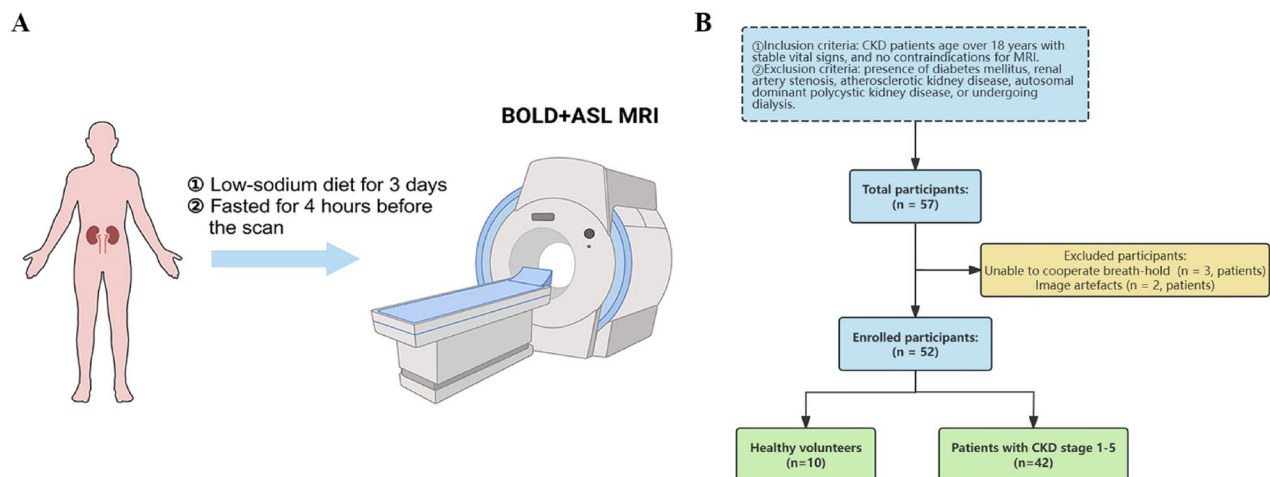 A
BOLD+ASL MRI
① Low-sodium diet for 3 days
② Fasted for 4 hours before
the scan
B
①Inclusion criteria: CKD patients age over 18 years with
stable vital signs, and no contraindications for MRI.
②Exclusion criteria: presence of diabetes mellitus, renal
artery stenosis, atherosclerotic kidney disease, autosomal
dominant polycystic kidney disease, or undergoing
dialysis.
Total participants:
(n = 57)
Excluded participants:
Unable to cooperate breath-hold (n = 3, patients)
Image artefacts (n = 2, patients)
Enrolled participants:
(n = 52)
Healthy volunteers
(n=10)
Patients with CKD stage 1-5
(n=42)